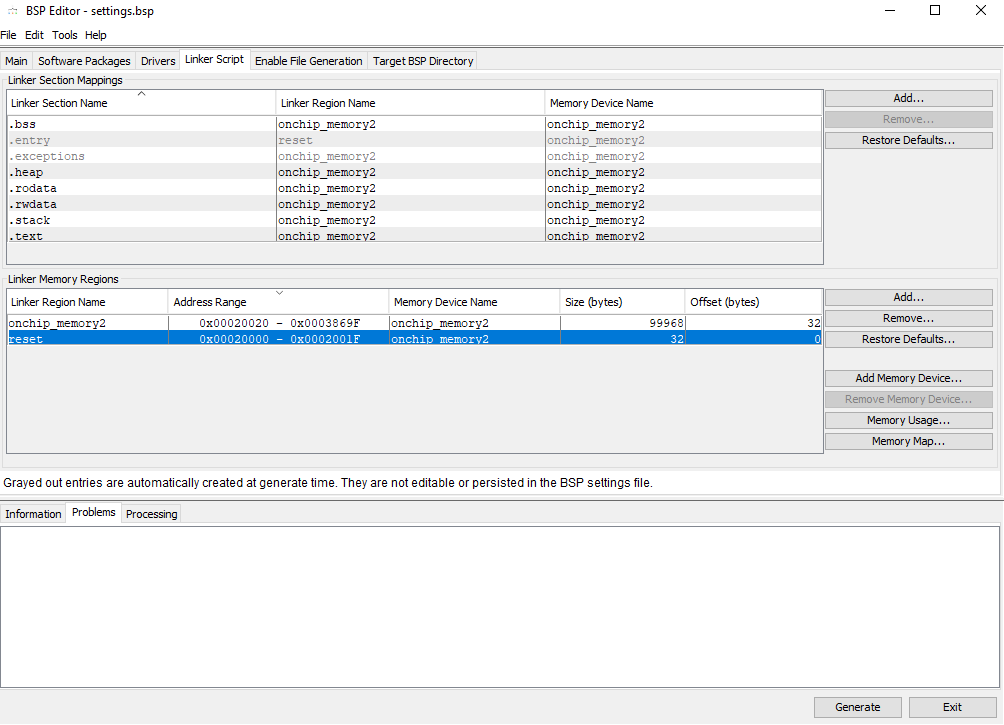 BSP Editor - settings.bsp
File Edit Tools Help
Main Software Packages Drivers Linker Script Enable File Generation Target BSP Directory
Linker Section Mappings
Linker Section Name Linker Region Name Memory Device Name Add...
.bss onchip_memory2 onchip_memory2 Remove...
.entry reset onchip_memory2 Restore Defaults...
.exceptions onchip_memory2 onchip_memory2
.heap onchip_memory2 onchip_memory2
.rodata onchip_memory2 onchip_memory2
.rwdata onchip_memory2 onchip_memory2
.stack onchip_memory2 onchip_memory2
.text onchip_memory2 onchip_memory2
Linker Memory Regions
Linker Region Name Address Range Memory Device Name Size (bytes) Offset (bytes) Add...
onchip_memory2 0x00020020 - 0x0003869F onchip_memory2 99968 32 Remove...
reset 0x00020000 - 0x0002001F onchip_memory2 32 0 Restore Defaults...
Add Memory Device...
Remove Memory Device...
Memory Usage...
Memory Map...
Grayed out entries are automatically created at generate time. They are not editable or persisted in the BSP settings file.
Information Problems Processing
Generate Exit